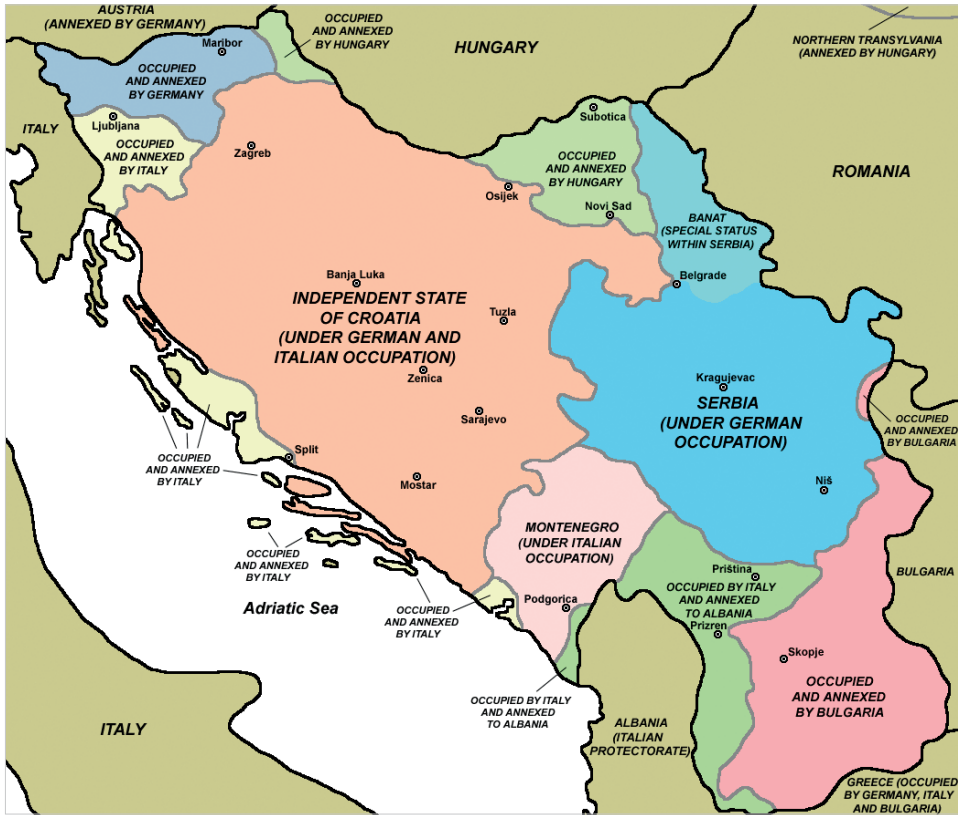 AUSTRIA
(ANNEXED BY GERMANY)
OCCUPIED
AND ANNEXED
BY HUNGARY
HUNGARY
NORTHERN TRANSYLVANIA
(ANNEXED BY HUNGARY)
Maribor
OCCUPIED
AND ANNEXED
BY GERMANY
Ljubljana
ITALY
OCCUPIED
AND ANNEXED
BY ITALY
Zagreb
Subotica
OCCUPIED
AND ANNEXED
BY HUNGARY
Osijek
Novi Sad
ROMANIA
BANAT
(SPECIAL STATUS
WITHIN SERBIA)
Belgrade
Banja Luka
INDEPENDENT STATE
OF CROATIA
(UNDER GERMAN AND
ITALIAN OCCUPATION)
Tuzla
Zenica
Sarajevo
Kragujevac
SERBIA
(UNDER GERMAN
OCCUPATION)
OCCUPIED
AND ANNEXED
BY BULGARIA
OCCUPIED
AND ANNEXED
BY ITALY
Split
Mostar
Niš
MONTENEGRO
(UNDER ITALIAN
OCCUPATION)
OCCUPIED
AND ANNEXED
BY ITALY
Adriatic Sea
OCCUPIED
AND ANNEXED
BY ITALY
Podgorica
Priština
OCCUPIED BY ITALY
AND ANNEXED
TO ALBANIA
Prizren
BULGARIA
Skopje
OCCUPIED
AND ANNEXED
BY BULGARIA
OCCUPIED BY ITALY
AND ANNEXED
TO ALBANIA
ITALY
ALBANIA
(ITALIAN
PROTECTORATE)
GREECE (OCCUPIED
BY GERMANY, ITALY
AND BULGARIA)